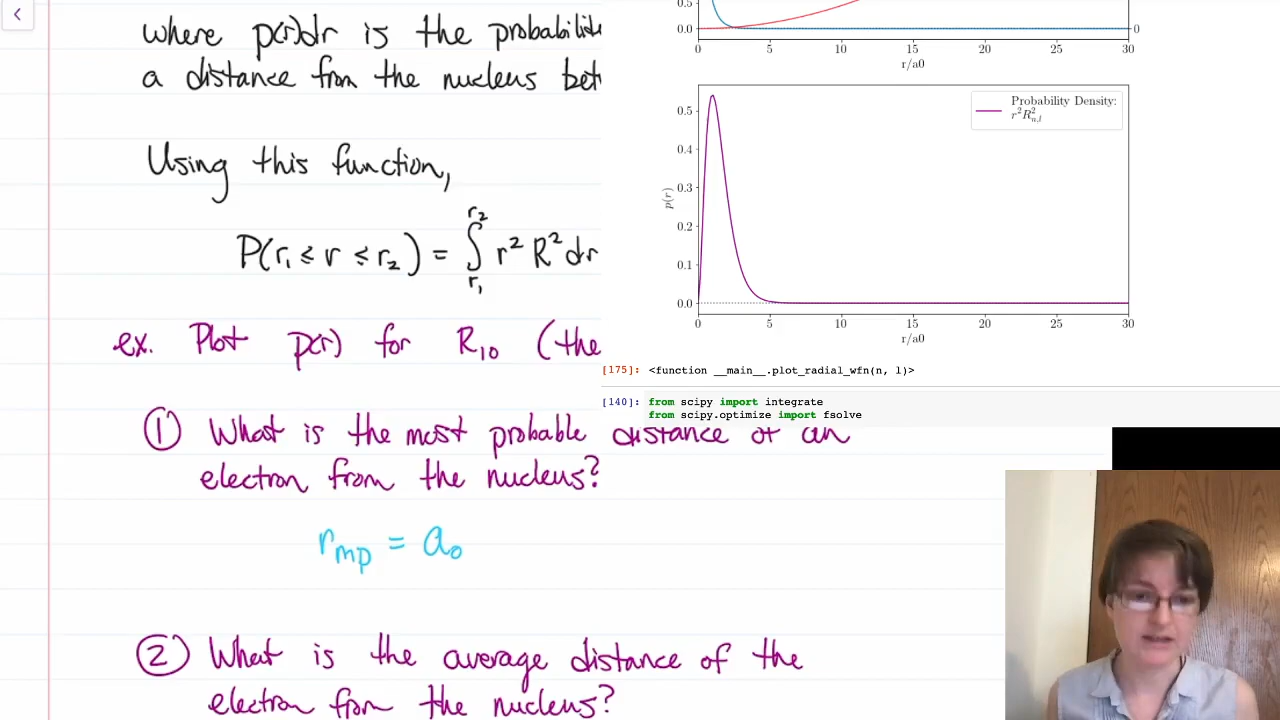 where p(r)dr is the
a distance from the nucleus
Using this function,
P(r₁ ≤ r ≤ r₂) = ∫ r² R² dr
r₂
r₁
ex. Plot p(r) for R₁₀ (the
① What is the most probable distance of an
electron from the nucleus?
r_mp = a₀
② What is the average distance of the
electron from the nucleus?
0.5
0.0
0
0 5 10 15 20 25 30
r/a0
Probability Density:
r²R²ₙ,ₗ
0.5
0.4
0.3
0.2
0.1
0.0
p(r)
0 5 10 15 20 25 30
r/a0
[175]: <function __main__.plot_radial_wfn(n, l)>
[140]: from scipy import integrate
from scipy.optimize import fsolve